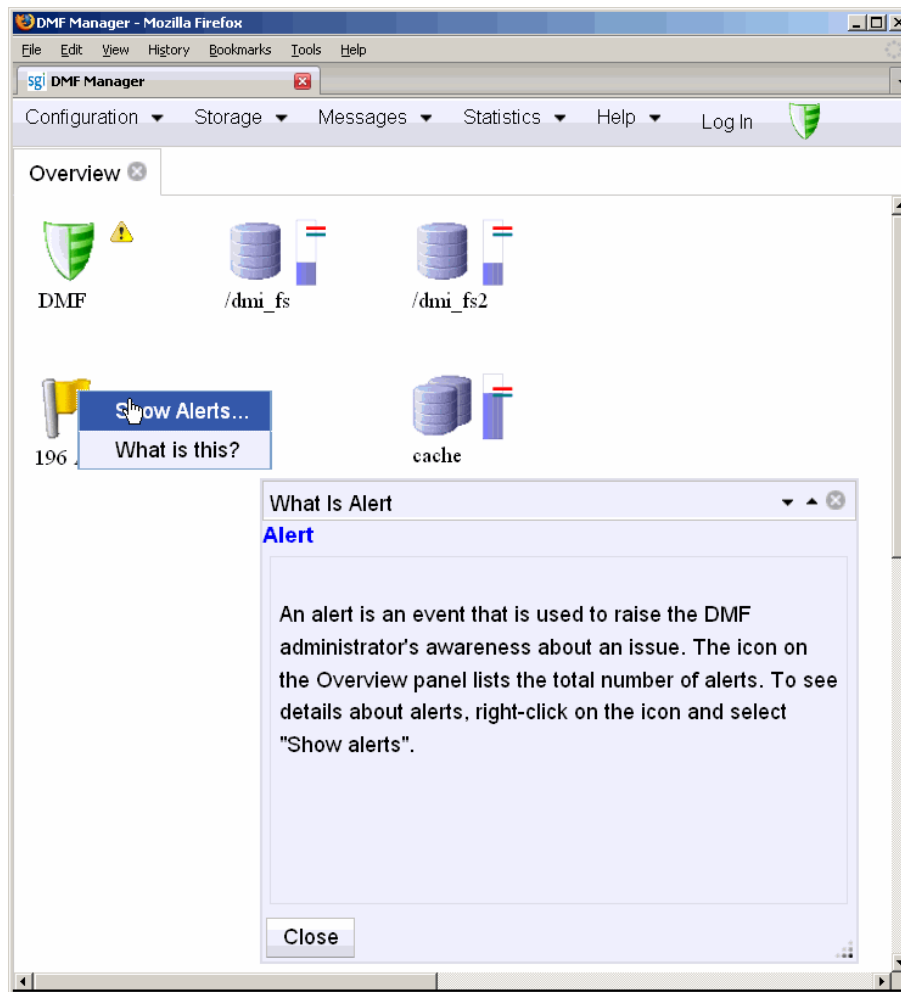 DMF Manager - Mozilla Firefox
File Edit View History Bookmarks Tools Help
sgi DMF Manager
Configuration Storage Messages Statistics Help Log In
Overview
DMF /dmi_fs /dmi_fs2
Show Alerts...
What is this?
196 cache
What Is Alert
Alert
An alert is an event that is used to raise the DMF
administrator's awareness about an issue. The icon on
the Overview panel lists the total number of alerts. To see
details about alerts, right-click on the icon and select
"Show alerts".
Close